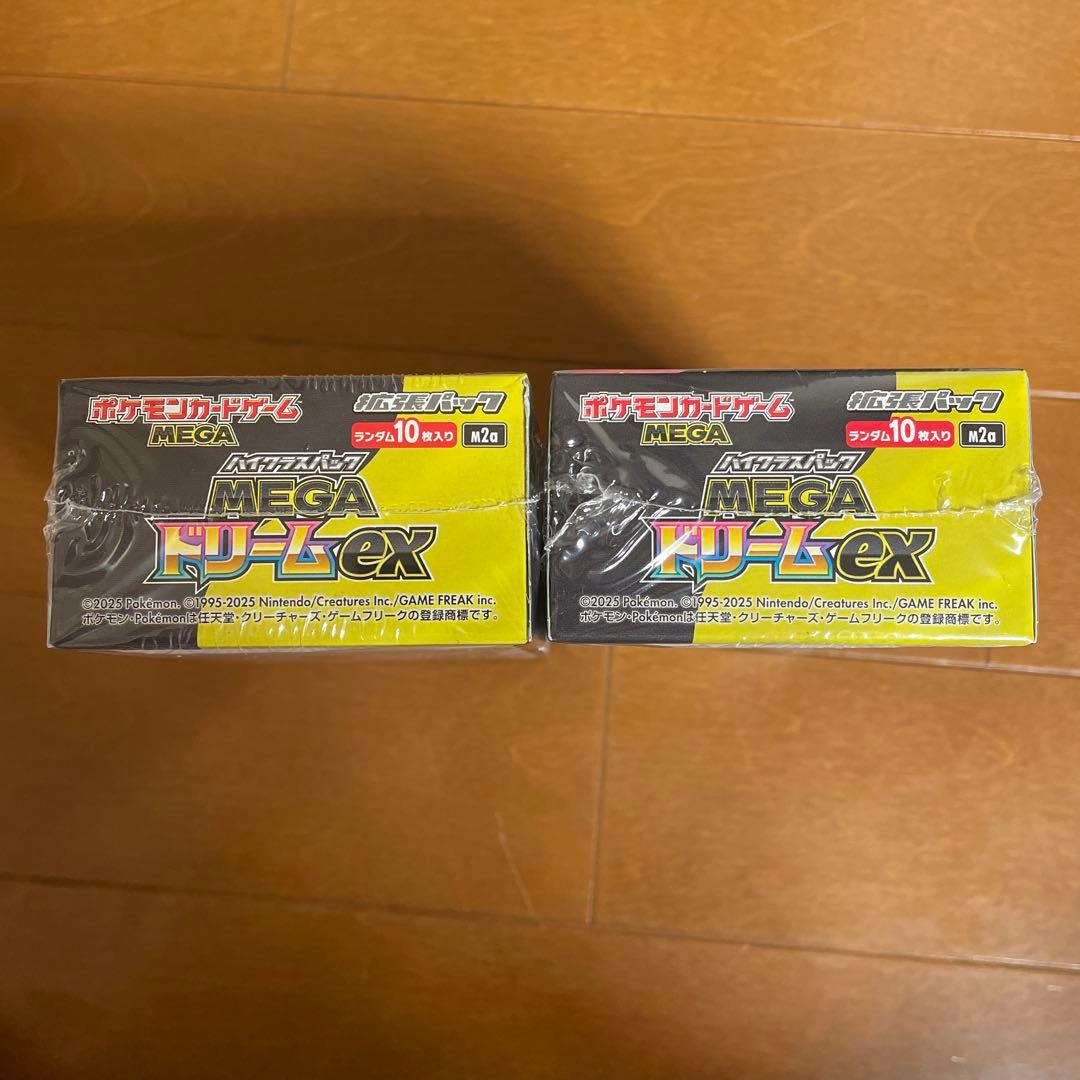 ポケモンカードゲーム
MEGA
拡張パック
ランダム10枚入り M2a
ハイクラスパック
MEGA
ドリームex
©2025 Pokémon. ©1995-2025 Nintendo/Creatures Inc./GAME FREAK inc.
ポケモン・Pokémonは任天堂・クリーチャーズ・ゲームフリークの登録商標です。
ポケモンカードゲーム
MEGA
拡張パック
ランダム10枚入り M2a
ハイクラスパック
MEGA
ドリームex
©2025 Pokémon. ©1995-2025 Nintendo/Creatures Inc./GAME FREAK inc.
ポケモン・Pokémonは任天堂・クリーチャーズ・ゲームフリークの登録商標です。